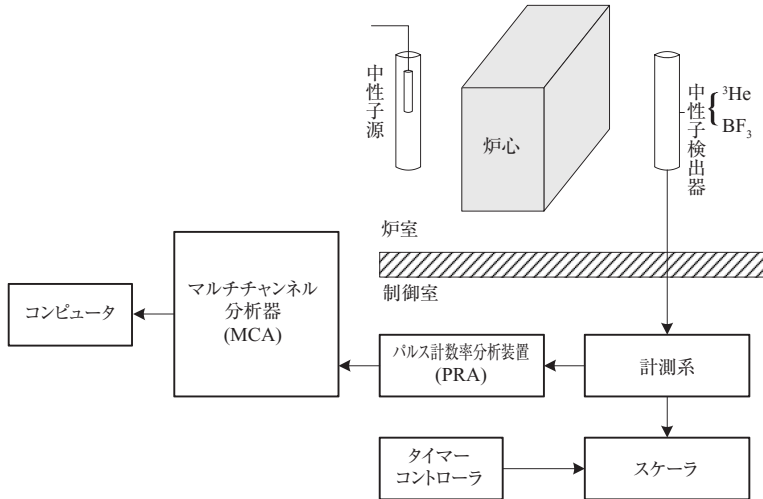 中性子源
炉心
中性子検出器
³He
BF₃
炉室
制御室
コンピュータ
マルチチャンネル
分析器
(MCA)
パルス計数率分析装置
(PRA)
計測系
タイマー
コントローラ
スケーラ